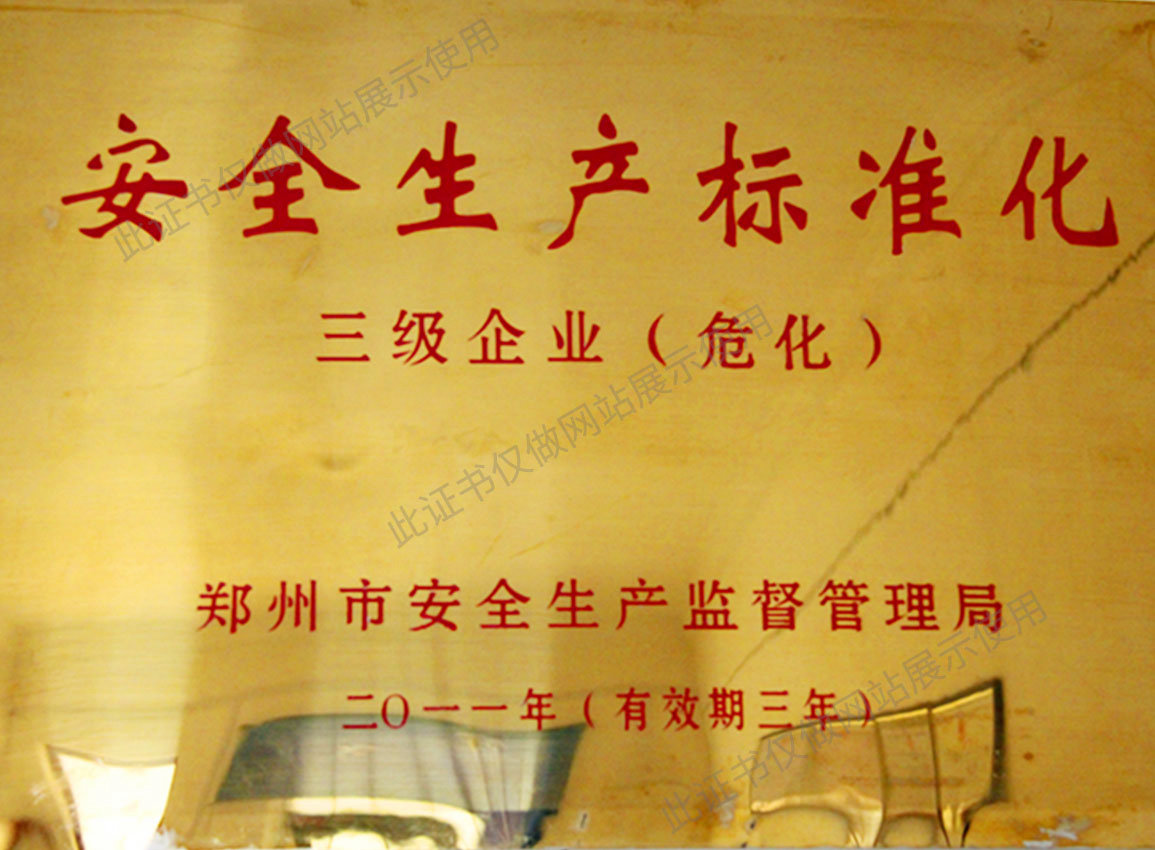 安全生产标准化
三级企业（危化）
郑州市安全生产监督管理局
二〇一一年（有效期三年）
此证书仅做网站展示使用
此证书仅做网站展示使用
此证书仅做网站展示使用